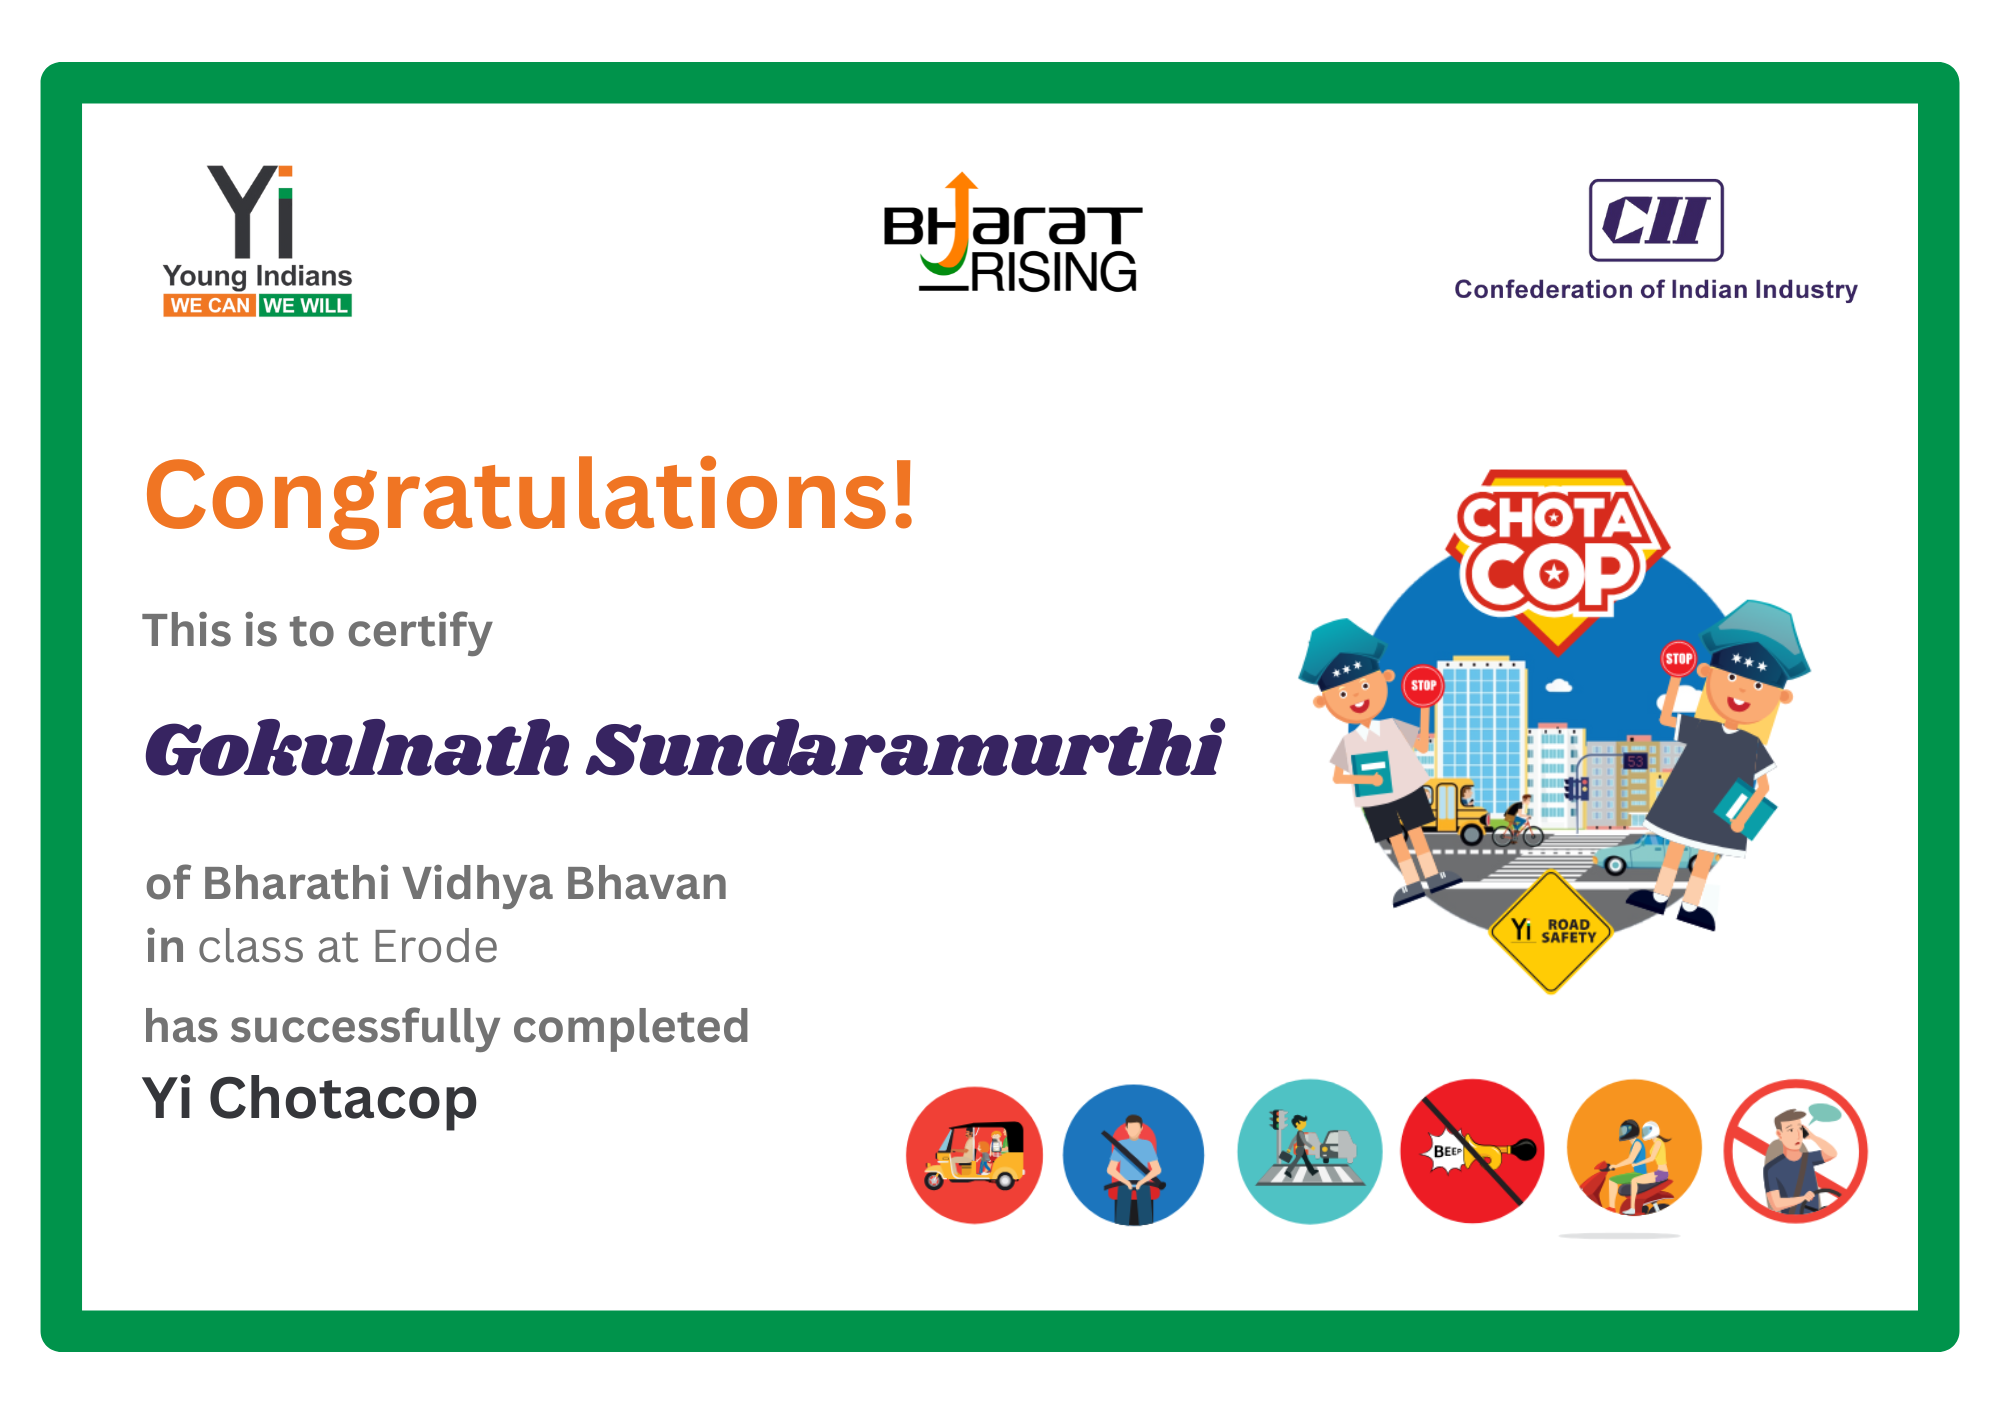 Yi
Young Indians
WE CAN WE WILL
BHaraT
RISING
CII
Confederation of Indian Industry
Congratulations!
This is to certify
Gokulnath Sundaramurthi
of Bharathi Vidhya Bhavan
in class at Erode
has successfully completed
Yi Chotacop
CHOTA
COP
STOP
STOP
53
Yi ROAD
SAFETY
BEEP